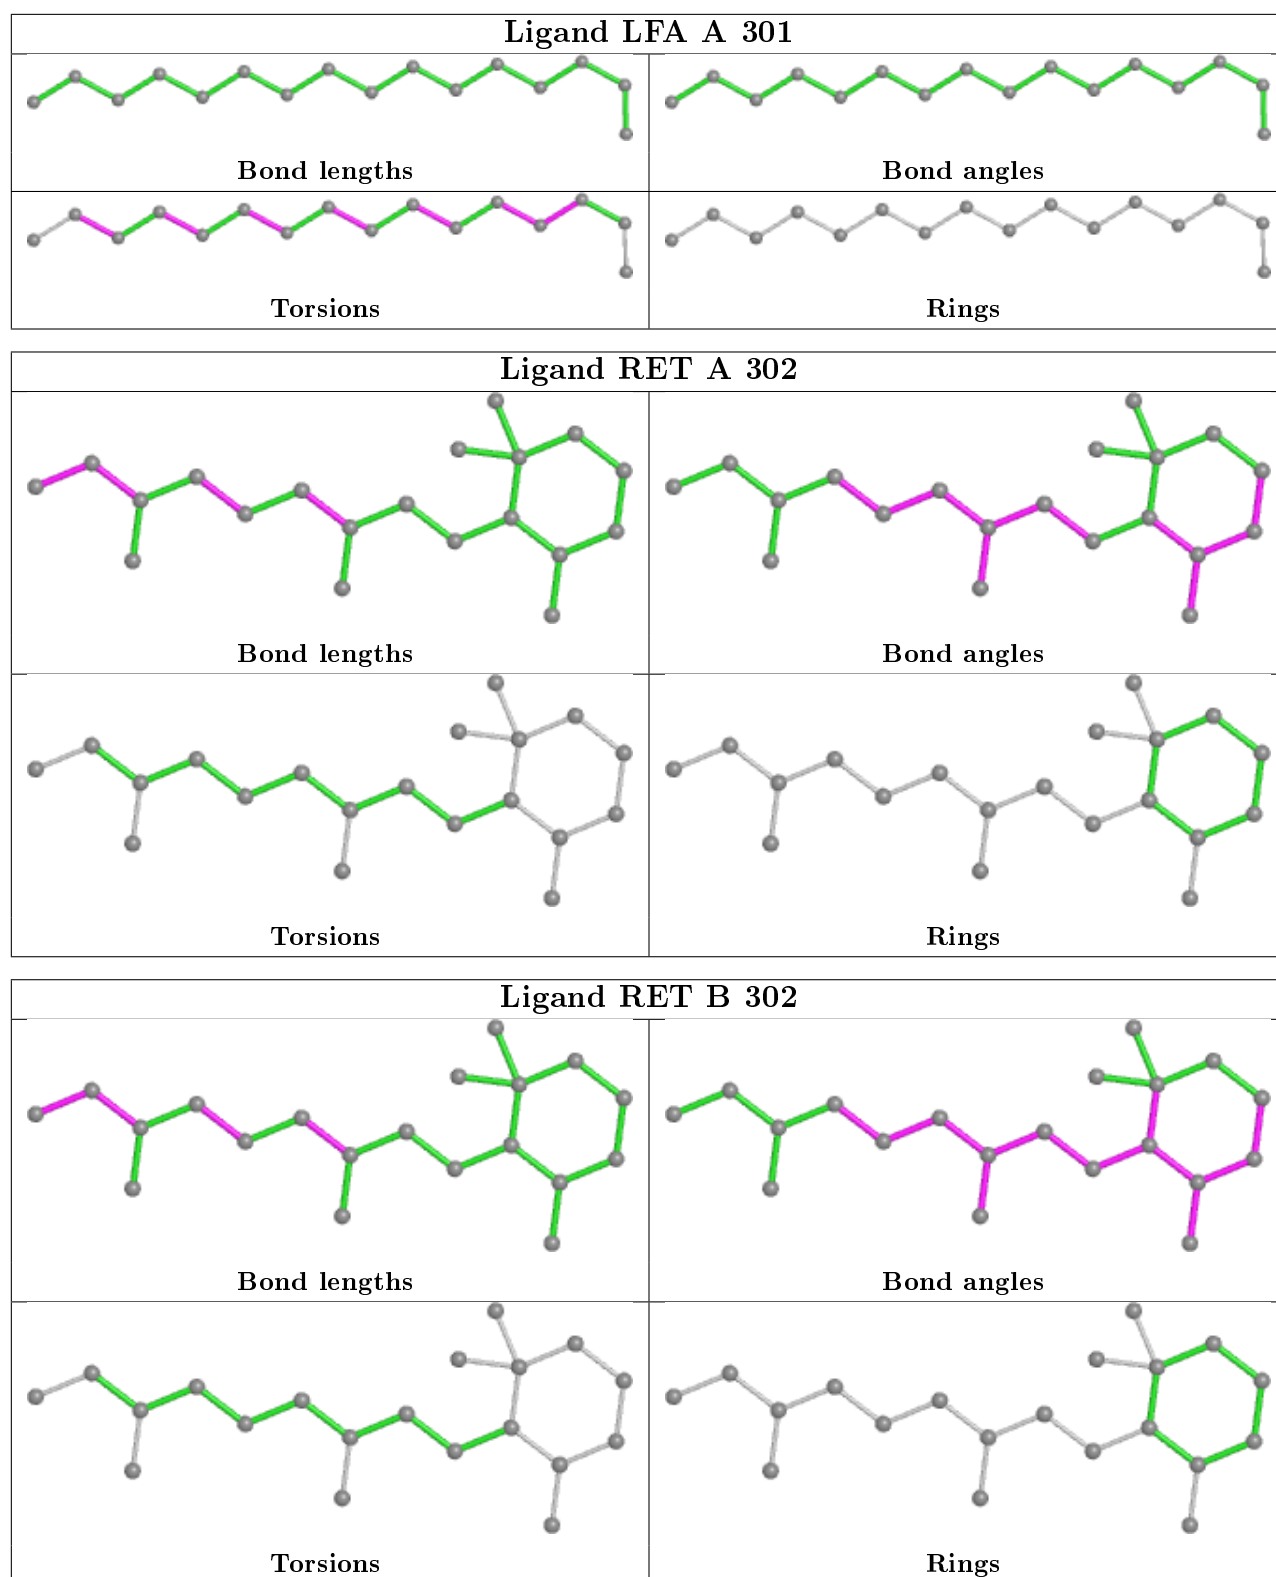 Ligand LFA A 301
Bond lengths
Bond angles
Torsions
Rings
Ligand RET A 302
Bond lengths
Bond angles
Torsions
Rings
Ligand RET B 302
Bond lengths
Bond angles
Torsions
Rings